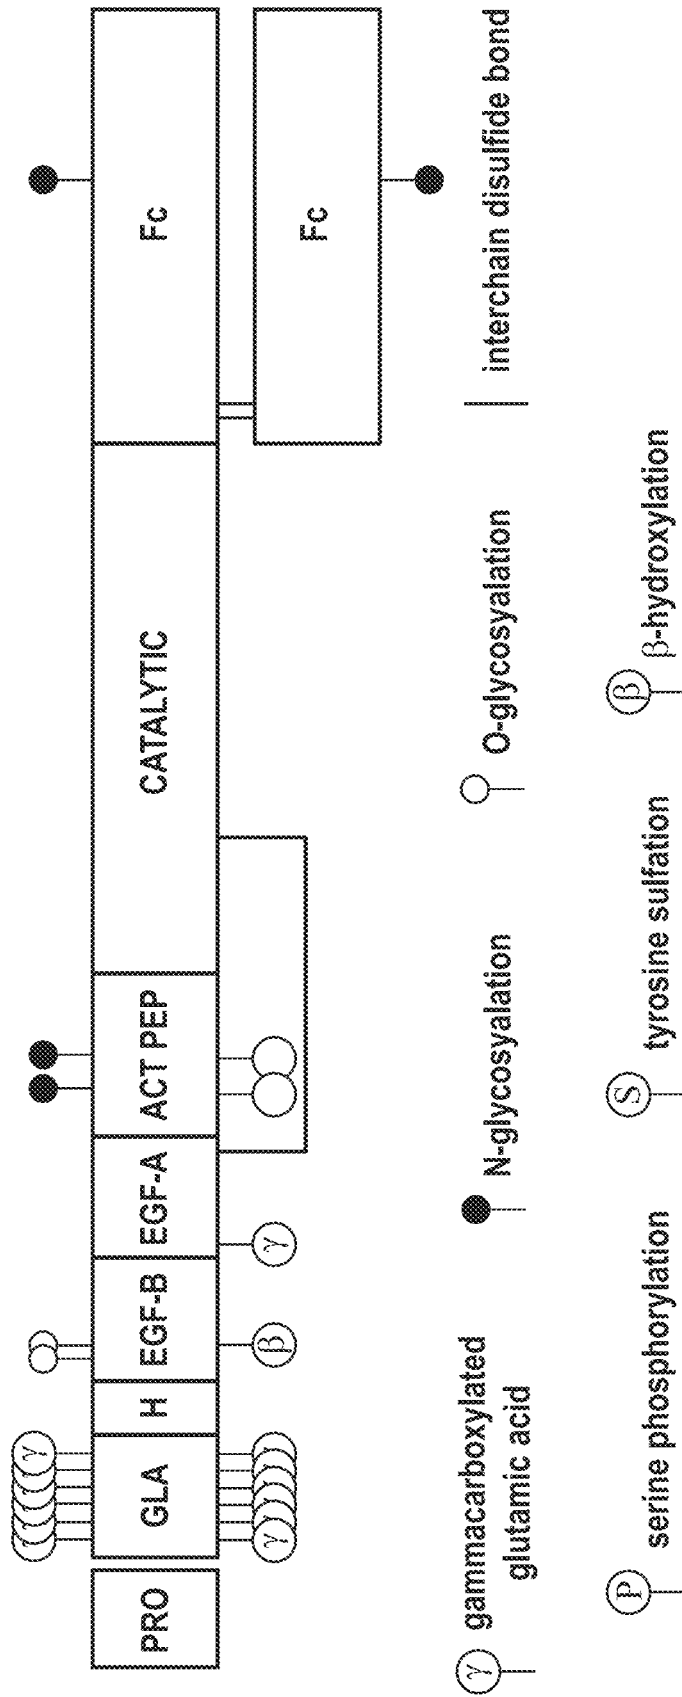 γ γ
PRO GLA H EGF-B EGF-A ACT PEP CATALYTIC Fc
γ β γ
Fc
γ gammacarboxylated
glutamic acid
N-glycosyalation
O-glycosyalation
interchain disulfide bond
P serine phosphorylation
S tyrosine sulfation
β β-hydroxylation